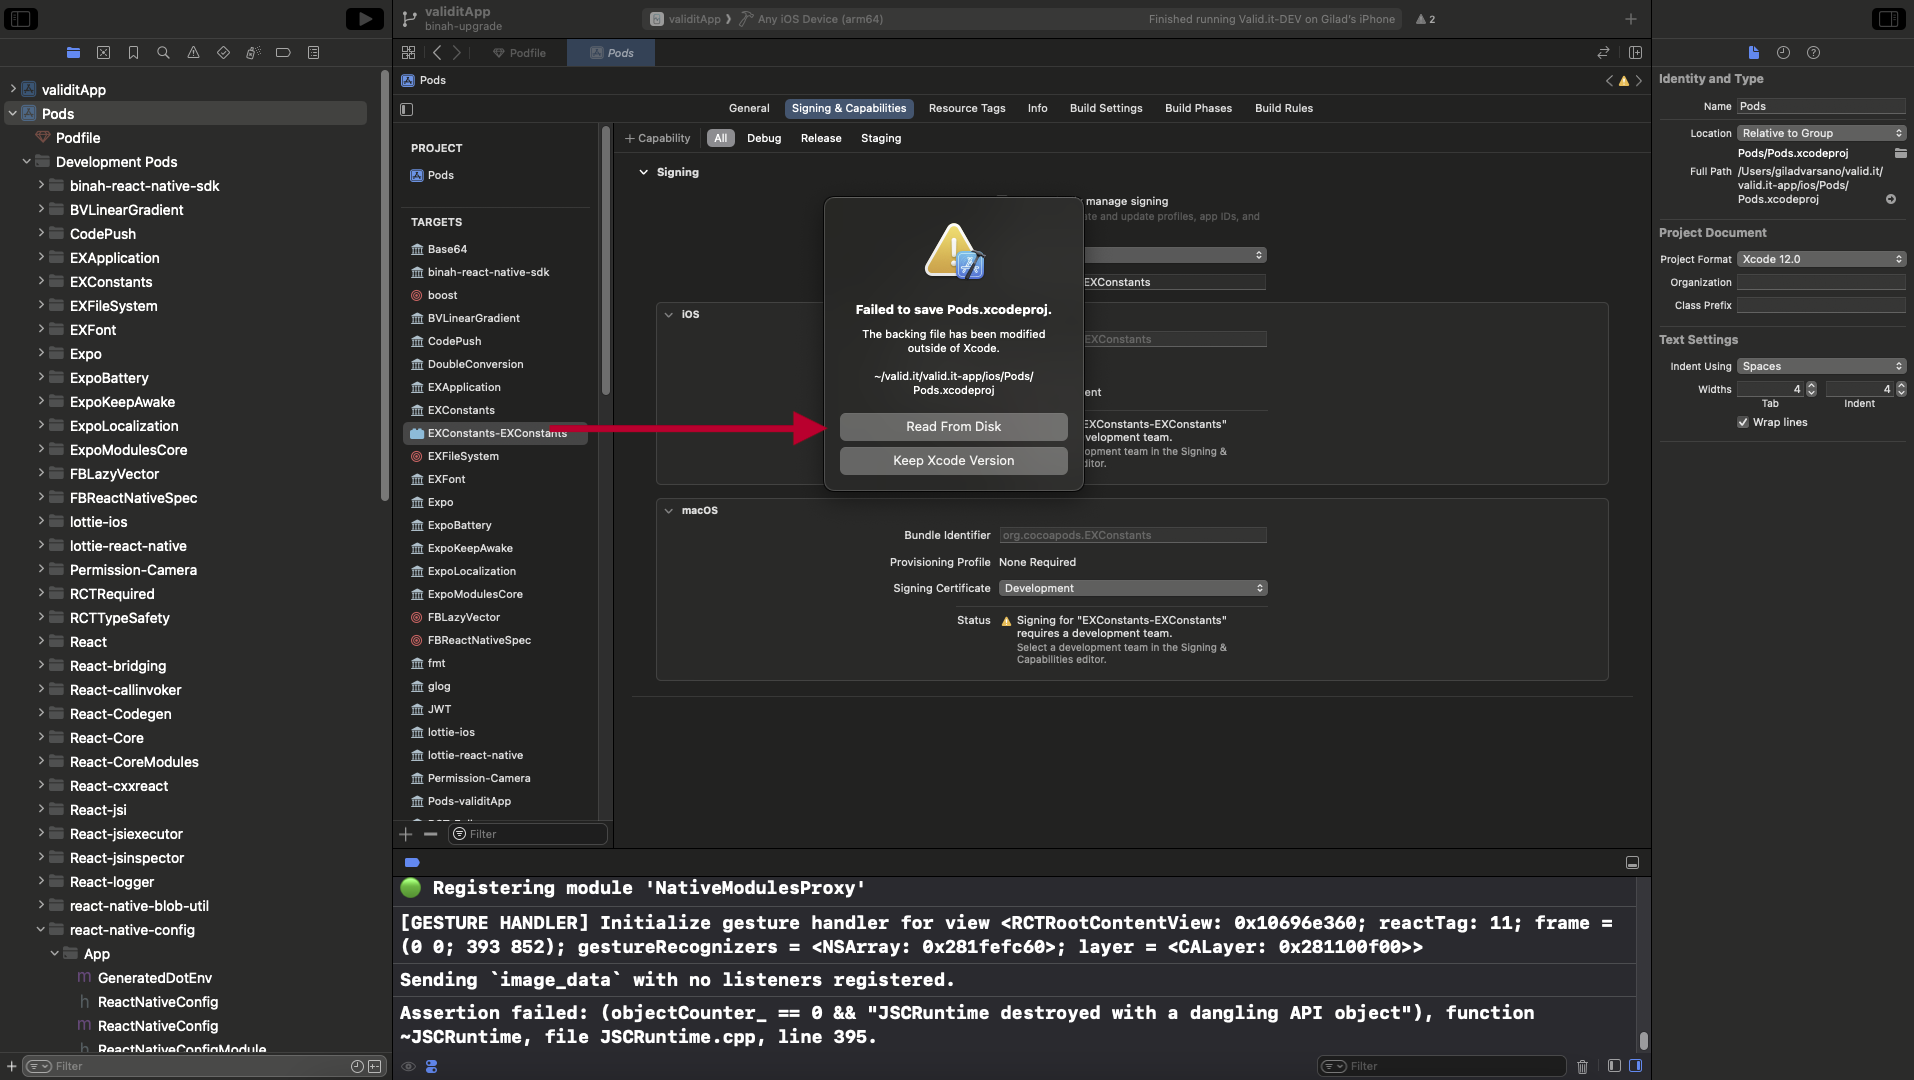 validitApp
binah-upgrade
validitApp
Any iOS Device (arm64)
Finished running Valid.it-DEV on Gilad's iPhone
2
Podfile
Pods
Pods
General
Signing & Capabilities
Resource Tags
Info
Build Settings
Build Phases
Build Rules
validitApp
Pods
Podfile
Development Pods
binah-react-native-sdk
BVLinearGradient
CodePush
EXApplication
EXConstants
EXFileSystem
EXFont
Expo
ExpoBattery
ExpoKeepAwake
ExpoLocalization
ExpoModulesCore
FBLazyVector
FBReactNativeSpec
lottie-ios
lottie-react-native
Permission-Camera
RCTRequired
RCTTypeSafety
React
React-bridging
React-callinvoker
React-Codegen
React-Core
React-CoreModules
React-cxxreact
React-jsi
React-jsiexecutor
React-jsinspector
React-logger
react-native-blob-util
react-native-config
App
m GeneratedDotEnv
h ReactNativeConfig
m ReactNativeConfig
h ReactNativeConfigModule
Filter
PROJECT
Pods
TARGETS
Base64
binah-react-native-sdk
boost
BVLinearGradient
CodePush
DoubleConversion
EXApplication
EXConstants
EXConstants-EXConstants
EXFileSystem
EXFont
Expo
ExpoBattery
ExpoKeepAwake
ExpoLocalization
ExpoModulesCore
FBLazyVector
FBReactNativeSpec
fmt
glog
JWT
lottie-ios
lottie-react-native
Permission-Camera
Pods-validitApp
Filter
Capability
All
Debug
Release
Staging
Signing
manage signing
and update profiles, app IDs, and
EXConstants
iOS
EXConstants
ent
EXConstants-EXConstants"
velopment team.
elopment team in the Signing &
ditor.
Failed to save Pods.xcodeproj.
The backing file has been modified
outside of Xcode.
~/valid.it/valid.it-app/ios/Pods/
Pods.xcodeproj
Read From Disk
Keep Xcode Version
macOS
Bundle Identifier
org.cocoapods.EXConstants
Provisioning Profile
None Required
Signing Certificate
Development
Status
Signing for "EXConstants-EXConstants"
requires a development team.
Select a development team in the Signing &
Capabilities editor.
Registering module 'NativeModulesProxy'
[GESTURE HANDLER] Initialize gesture handler for view <RCTRootContentView: 0x10696e360; reactTag: 11; frame =
(0 0; 393 852); gestureRecognizers = <NSArray: 0x281fefc60>; layer = <CALayer: 0x281100f00>>
Sending `image_data` with no listeners registered.
Assertion failed: (objectCounter_ == 0 && "JSCRuntime destroyed with a dangling API object"), function
~JSCRuntime, file JSCRuntime.cpp, line 395.
Filter
Identity and Type
Name
Pods
Location
Relative to Group
Pods/Pods.xcodeproj
Full Path
/Users/giladvarsano/valid.it/
valid.it-app/ios/Pods/
Pods.xcodeproj
Project Document
Project Format
Xcode 12.0
Organization
Class Prefix
Text Settings
Indent Using
Spaces
Widths
4
4
Tab
Indent
Wrap lines